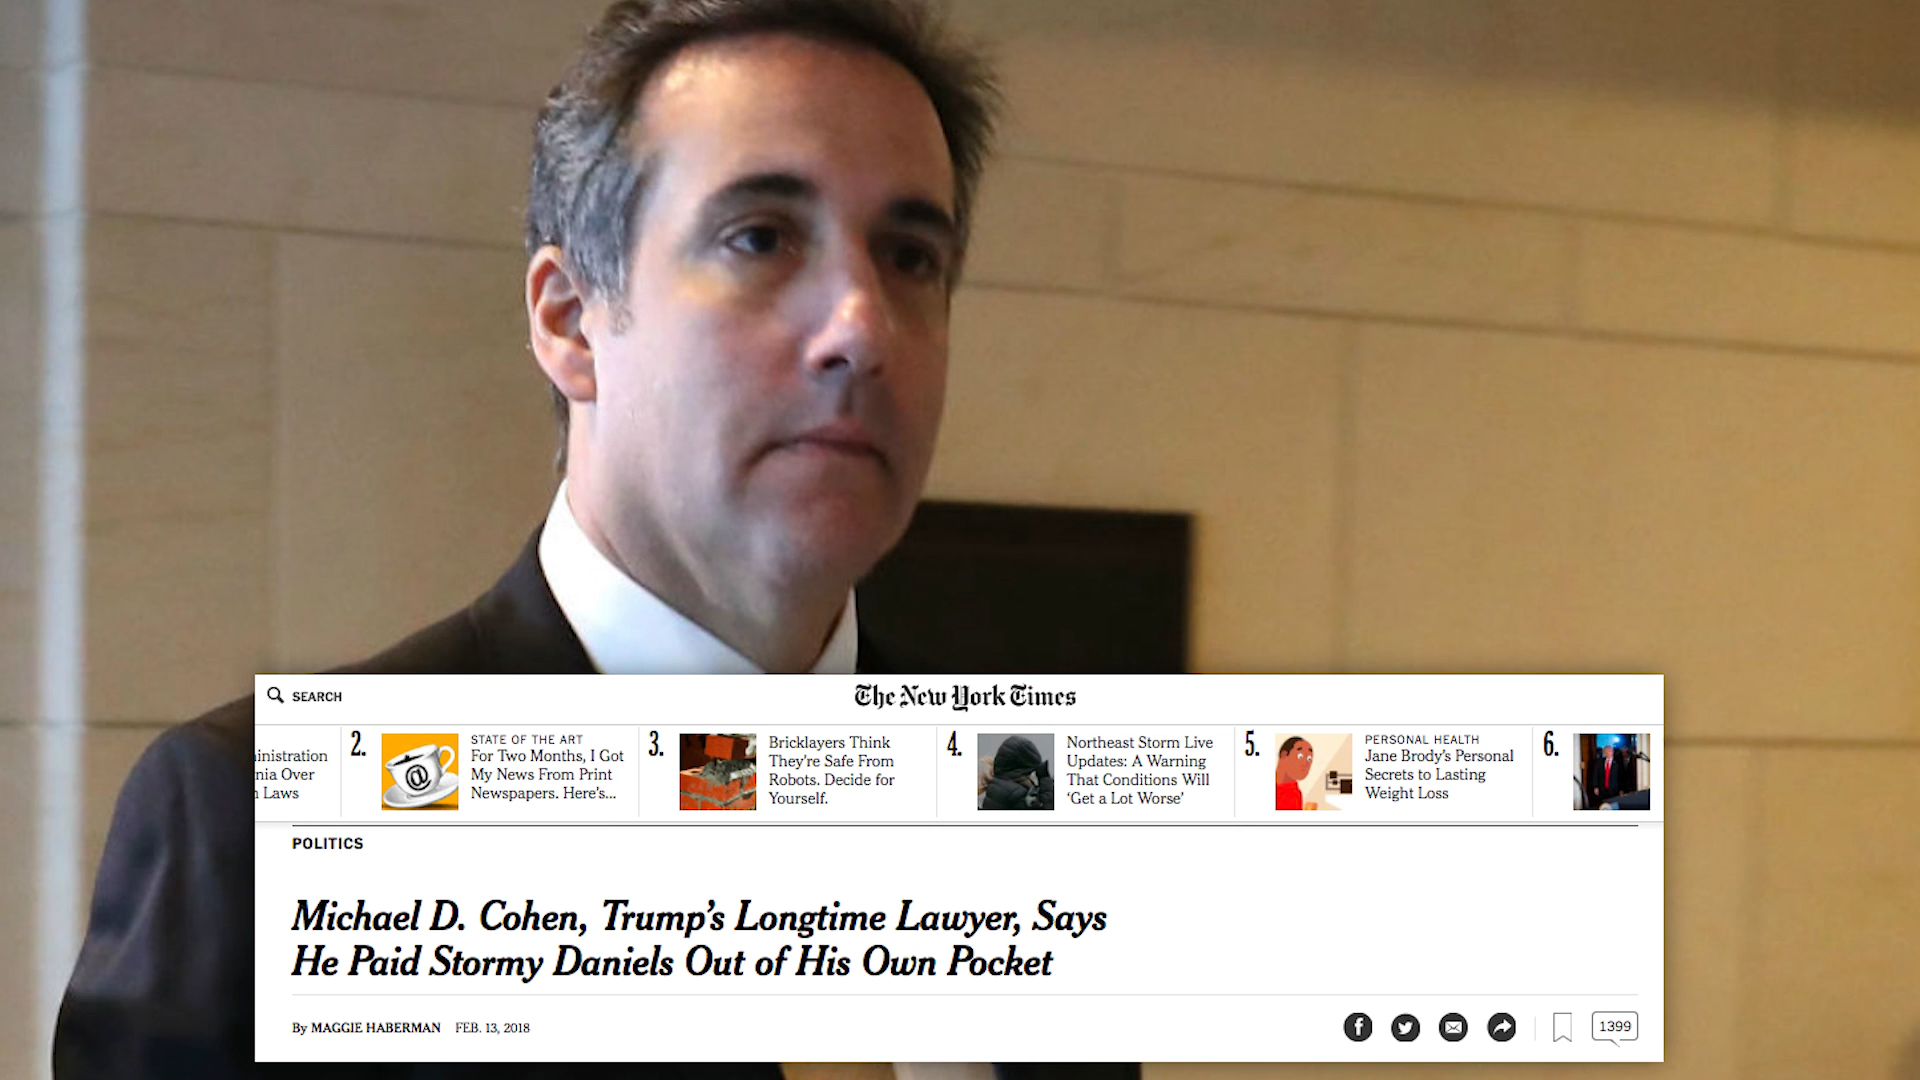 SEARCH
The New York Times
inistration
nia Over
Laws
2.
STATE OF THE ART
For Two Months, I Got
My News From Print
Newspapers. Here's...
3.
Bricklayers Think
They're Safe From
Robots. Decide for
Yourself.
4.
Northeast Storm Live
Updates: A Warning
That Conditions Will
'Get a Lot Worse'
5.
PERSONAL HEALTH
Jane Brody's Personal
Secrets to Lasting
Weight Loss
6.
POLITICS
Michael D. Cohen, Trump's Longtime Lawyer, Says
He Paid Stormy Daniels Out of His Own Pocket
By MAGGIE HABERMAN FEB. 13, 2018
1399